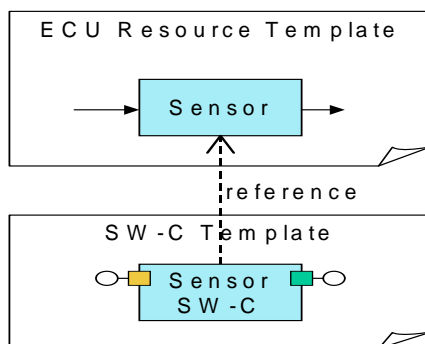 ECU Resource Template
Sensor
reference
SW-C Template
Sensor
SW-C